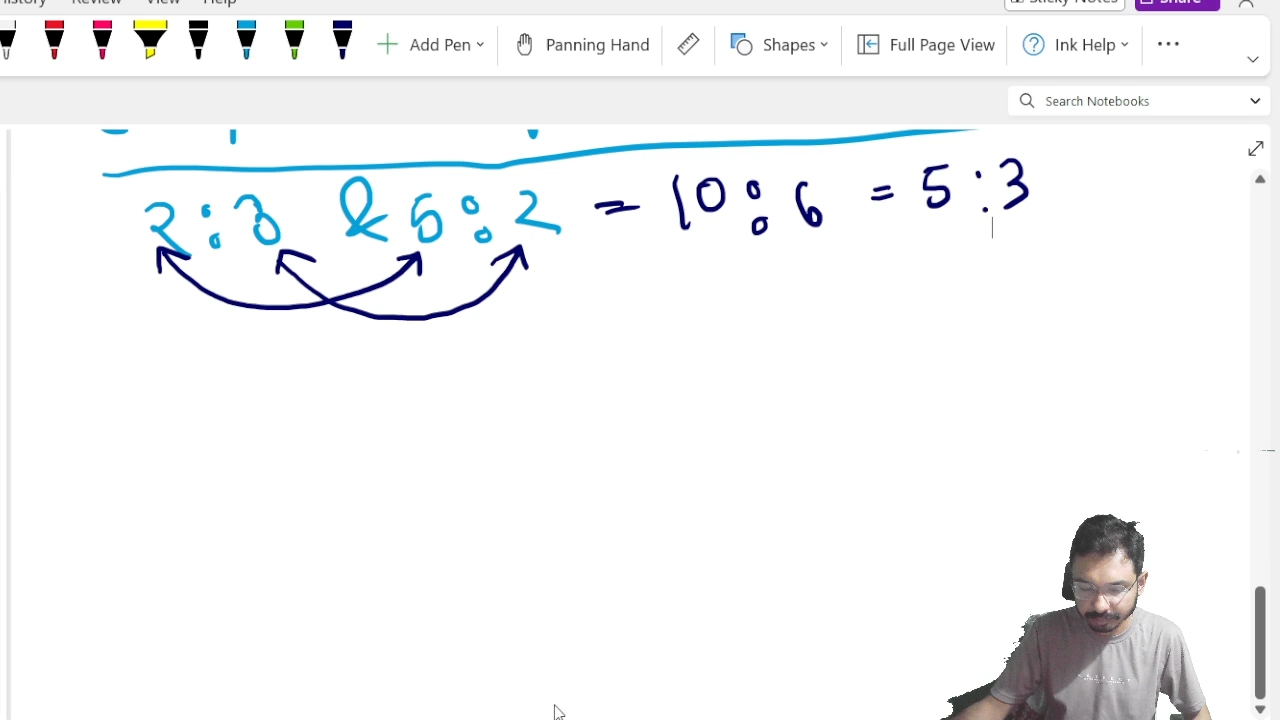 History Review View Help Sticky Notes Share
Add Pen Panning Hand Shapes Full Page View Ink Help
Search Notebooks
2:3 & 5:2 = 10:6 = 5:3